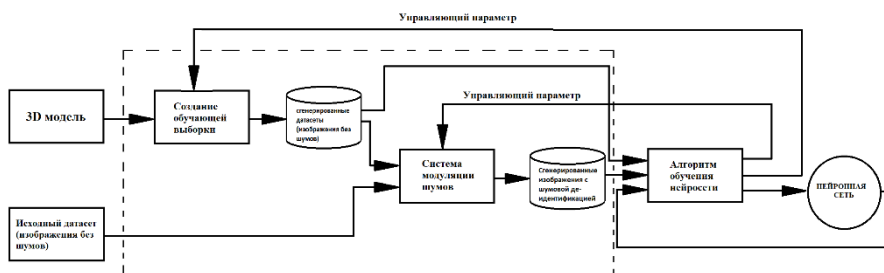 Управляющий параметр
3D модель
Создание
обучающей
выборки
сгенерированные
датасеты
(изображения без
шумов)
Управляющий параметр
Система
модуляции
шумов
Сгенерированные
изображения с
шумовой де-
идентификацией
Алгоритм
обучения
нейросети
НЕЙРОННАЯ
СЕТЬ
Исходный датасет
(изображения без
шумов)